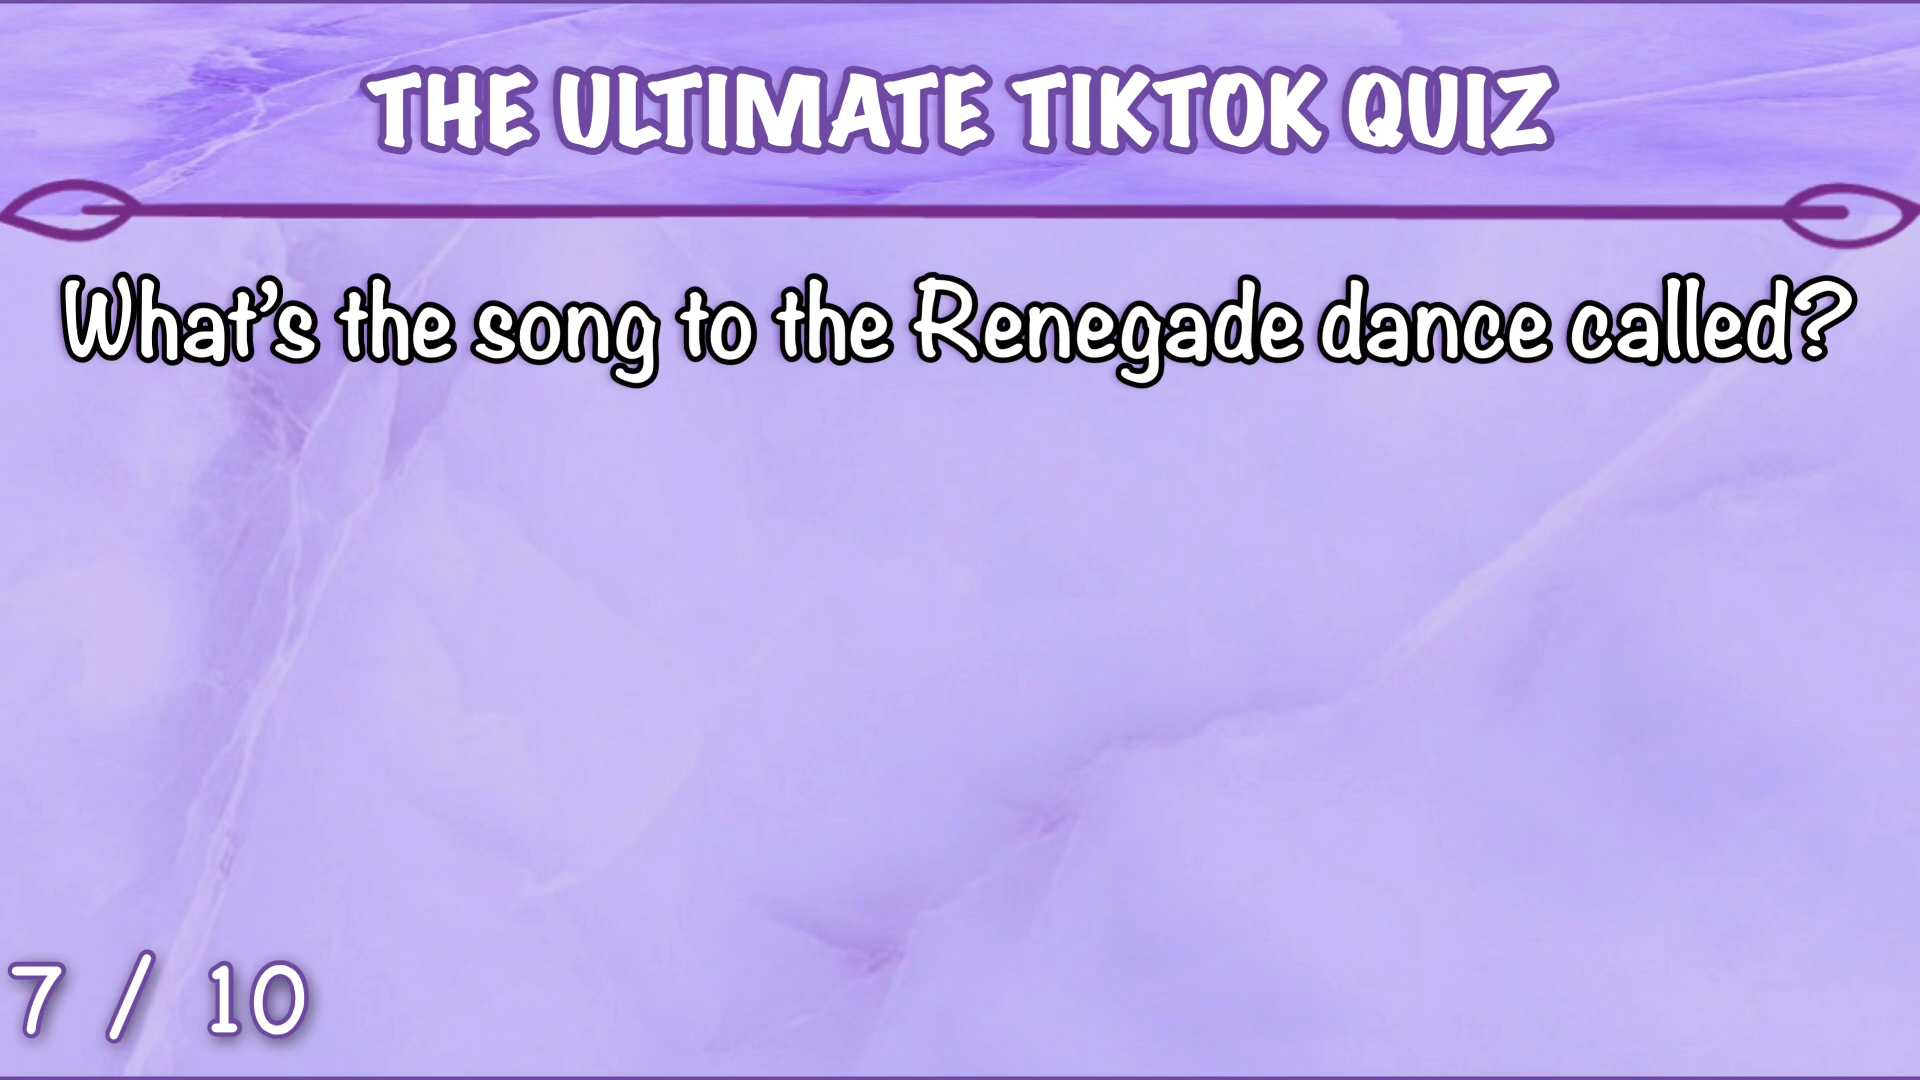 THE ULTIMATE TIKTOK QUIZ
What's the song to the Renegade dance called?
7 / 10